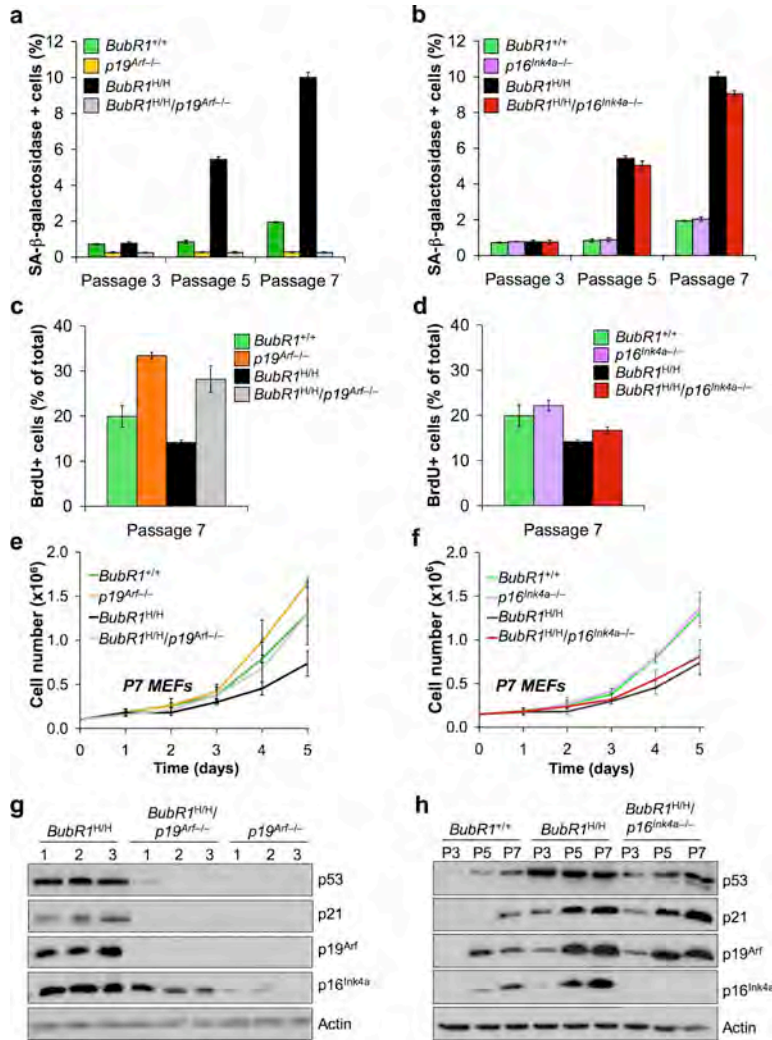 a
SA-β-galactosidase + cells (%)
12
10
8
6
4
2
0
BubR1+/+
p19Arf–/–
BubR1H/H
BubR1H/H/p19Arf–/–
Passage 3 Passage 5 Passage 7
b
SA-β-galactosidase + cells (%)
12
10
8
6
4
2
0
BubR1+/+
p16Ink4a–/–
BubR1H/H
BubR1H/H/p16Ink4a–/–
Passage 3 Passage 5 Passage 7
c
BrdU+ cells (% of total)
40
30
20
10
0
BubR1+/+
p19Arf–/–
BubR1H/H
BubR1H/H/p19Arf–/–
Passage 7
d
BrdU+ cells (% of total)
40
30
20
10
0
BubR1+/+
p16Ink4a–/–
BubR1H/H
BubR1H/H/p16Ink4a–/–
Passage 7
e
Cell number (x10⁶)
2.0
1.5
1.0
0.5
0.0
BubR1+/+
p19Arf–/–
BubR1H/H
BubR1H/H/p19Arf–/–
P7 MEFs
0 1 2 3 4 5
Time (days)
f
Cell number (x10⁶)
2.0
1.5
1.0
0.5
0.0
BubR1+/+
p16Ink4a–/–
BubR1H/H
BubR1H/H/p16Ink4a–/–
P7 MEFs
0 1 2 3 4 5
Time (days)
g
BubR1H/H BubR1H/H/ p19Arf–/– p19Arf–/–
1 2 3 1 2 3 1 2 3
p53
p21
p19Arf
p16Ink4a
Actin
h
BubR1+/+ BubR1H/H BubR1H/H/ p16Ink4a–/–
P3 P5 P7 P3 P5 P7 P3 P5 P7
p53
p21
p19Arf
p16Ink4a
Actin